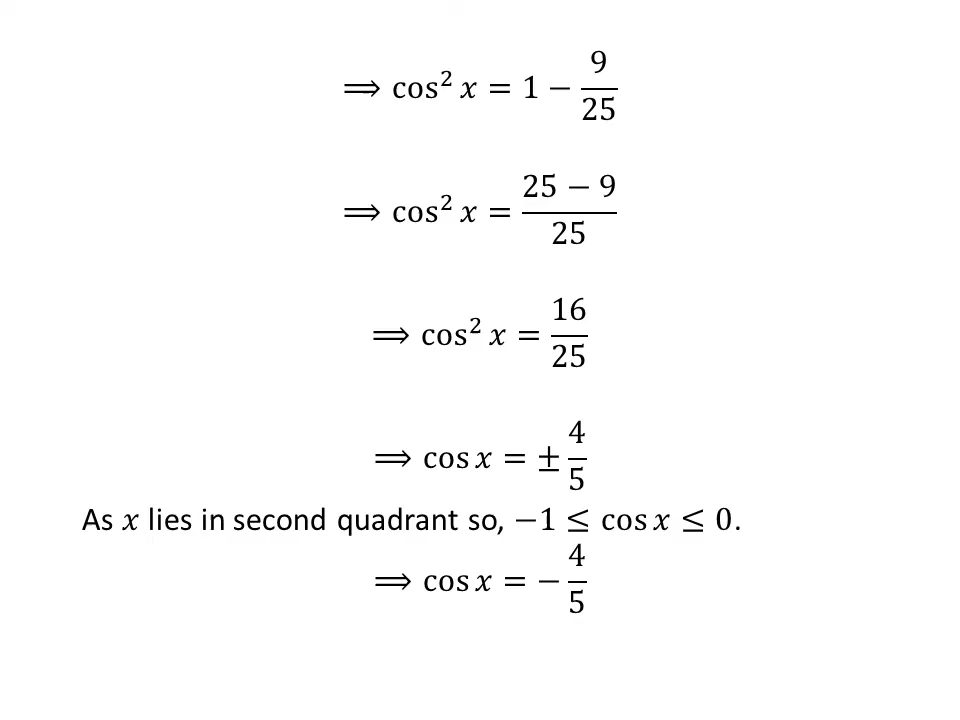 ⟹ cos² 𝑥 = 1 − 9/25
⟹ cos² 𝑥 = (25 − 9)/25
⟹ cos² 𝑥 = 16/25
⟹ cos 𝑥 = ± 4/5
As 𝑥 lies in second quadrant so, −1 ≤ cos 𝑥 ≤ 0.
⟹ cos 𝑥 = − 4/5